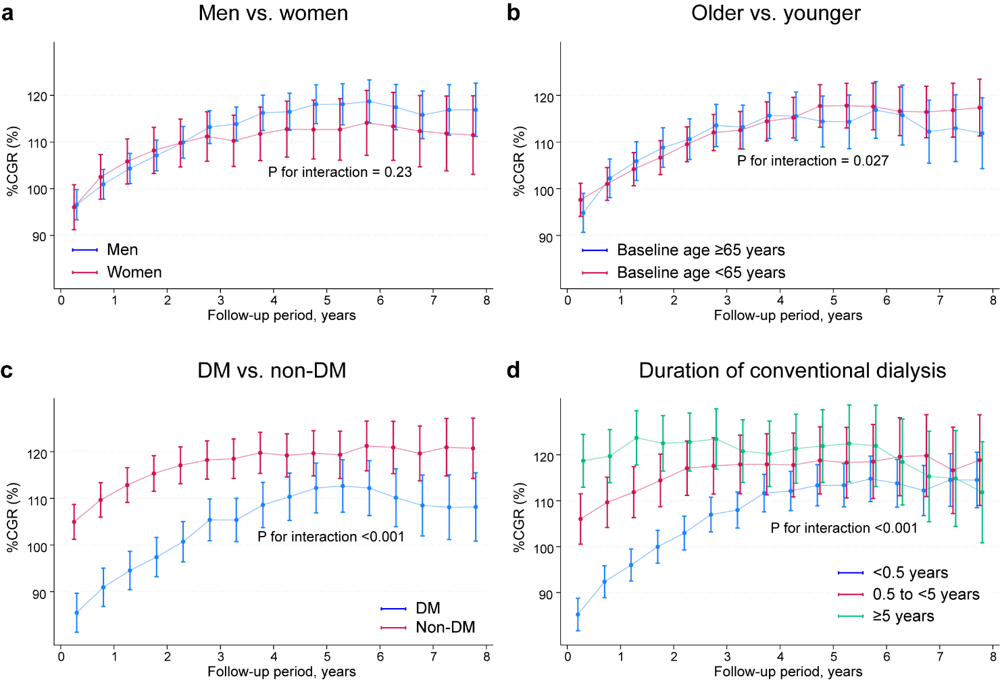 a
Men vs. women
%CGR (%)
120
110
100
90
P for interaction = 0.23
Men
Women
0 1 2 3 4 5 6 7 8
Follow-up period, years
b
Older vs. younger
%CGR (%)
120
110
100
90
P for interaction = 0.027
Baseline age ≥65 years
Baseline age <65 years
0 1 2 3 4 5 6 7 8
Follow-up period, years
c
DM vs. non-DM
%CGR (%)
120
110
100
90
P for interaction <0.001
DM
Non-DM
0 1 2 3 4 5 6 7 8
Follow-up period, years
d
Duration of conventional dialysis
%CGR (%)
120
110
100
90
P for interaction <0.001
<0.5 years
0.5 to <5 years
≥5 years
0 1 2 3 4 5 6 7 8
Follow-up period, years